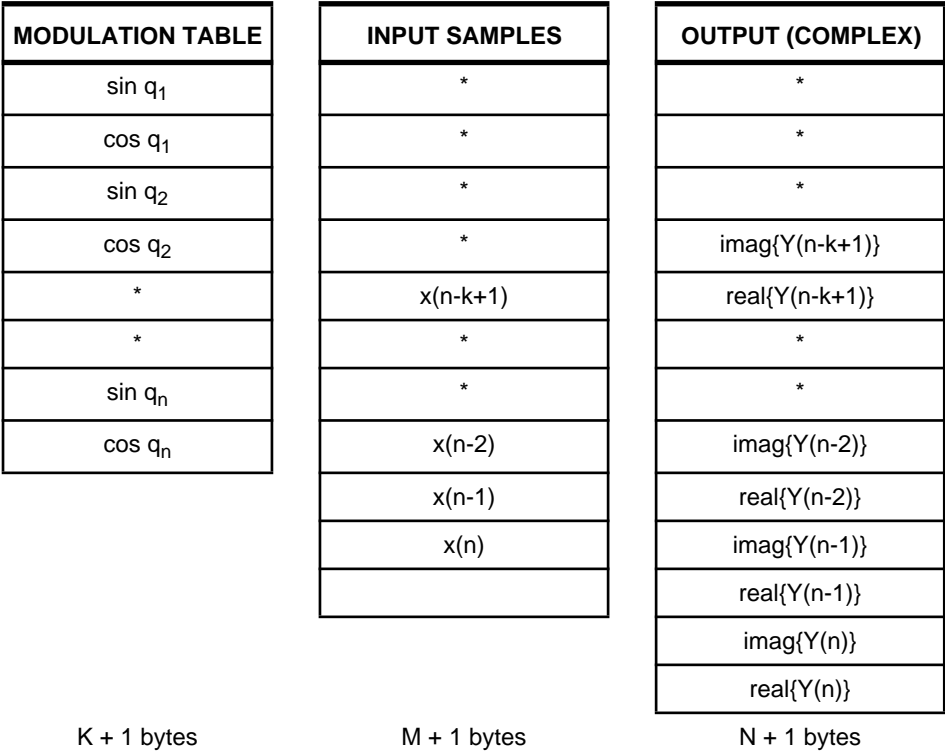 MODULATION TABLE INPUT SAMPLES OUTPUT (COMPLEX)
sin q1 * *
cos q1 * *
sin q2 * *
cos q2 * imag{Y(n-k+1)}
* x(n-k+1) real{Y(n-k+1)}
* * *
sin qn * *
cos qn x(n-2) imag{Y(n-2)}
x(n-1) real{Y(n-2)}
x(n) imag{Y(n-1)}
real{Y(n-1)}
imag{Y(n)}
real{Y(n)}
K + 1 bytes M + 1 bytes N + 1 bytes